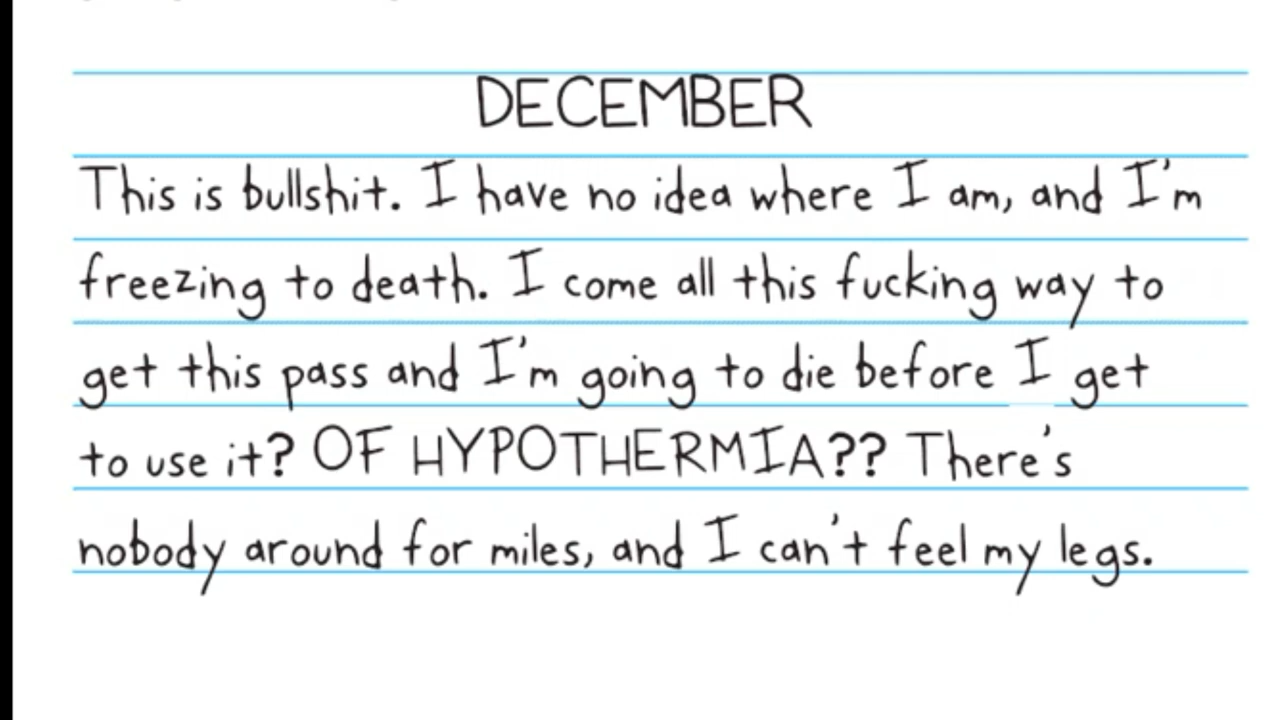 DECEMBER
This is bullshit. I have no idea where I am, and I'm
freezing to death. I come all this fucking way to
get this pass and I'm going to die before I get
to use it? OF HYPOTHERMIA?? There's
nobody around for miles, and I can't feel my legs.